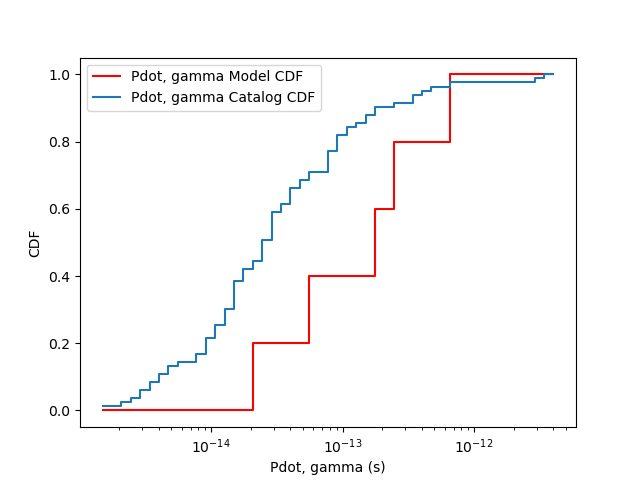 Pdot, gamma Model CDF
Pdot, gamma Catalog CDF
1.0
0.8
0.6
0.4
0.2
0.0
CDF
10⁻¹⁴
10⁻¹³
10⁻¹²
Pdot, gamma (s)